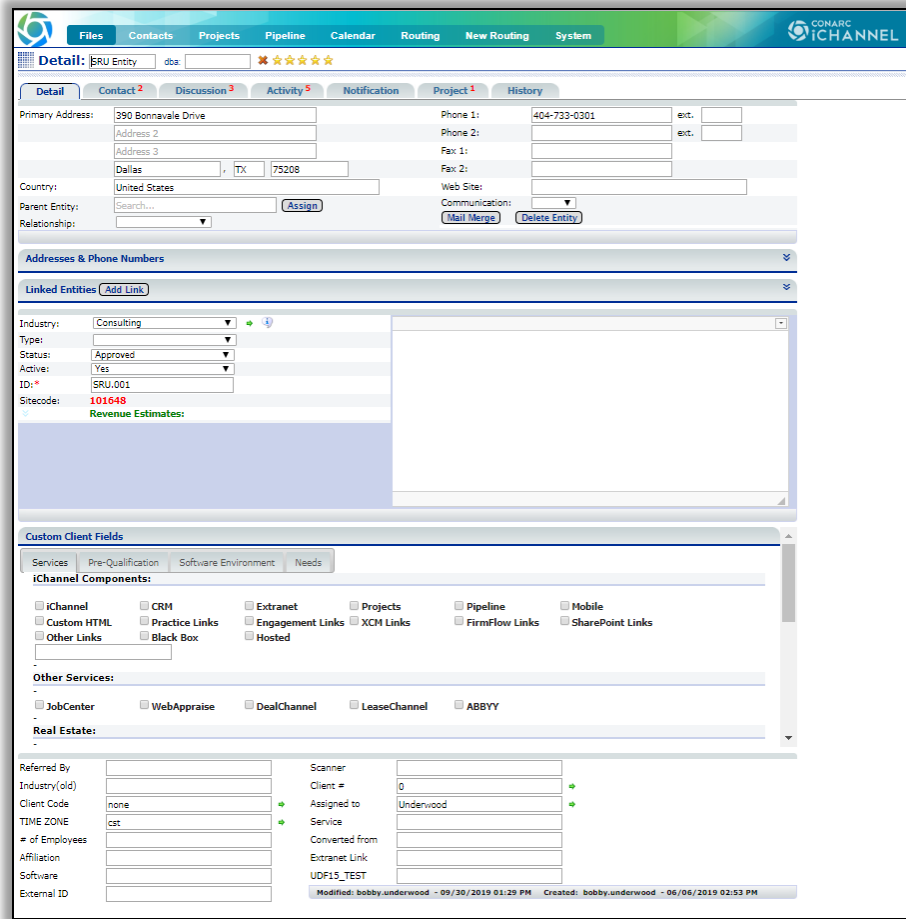 Files Contacts Projects Pipeline Calendar Routing New Routing System CONARC iCHANNEL
Detail: SRU Entity dba:
Detail Contact 2 Discussion 3 Activity 5 Notification Project 1 History
Primary Address: 390 Bonnavale Drive Phone 1: 404-733-0301 ext.
Address 2 Phone 2: ext.
Address 3 Fax 1:
Dallas , TX 75208 Fax 2:
Country: United States Web Site:
Parent Entity: Search... Assign Communication:
Relationship: Mail Merge Delete Entity
Addresses & Phone Numbers
Linked Entities Add Link
Industry: Consulting
Type:
Status: Approved
Active: Yes
ID:* SRU.001
Sitecode: 101648
Revenue Estimates:
Custom Client Fields
Services Pre-Qualification Software Environment Needs
iChannel Components:
iChannel CRM Extranet Projects Pipeline Mobile
Custom HTML Practice Links Engagement Links XCM Links FirmFlow Links SharePoint Links
Other Links Black Box Hosted
-
Other Services:
-
JobCenter WebAppraise DealChannel LeaseChannel ABBYY
-
Real Estate:
-
Referred By Scanner
Industry(old) Client # 0
Client Code none Assigned to Underwood
TIME ZONE cst Service
# of Employees Converted from
Affiliation Extranet Link
Software UDF15_TEST
External ID Modified: bobby.underwood - 09/30/2019 01:29 PM Created: bobby.underwood - 06/06/2019 02:53 PM